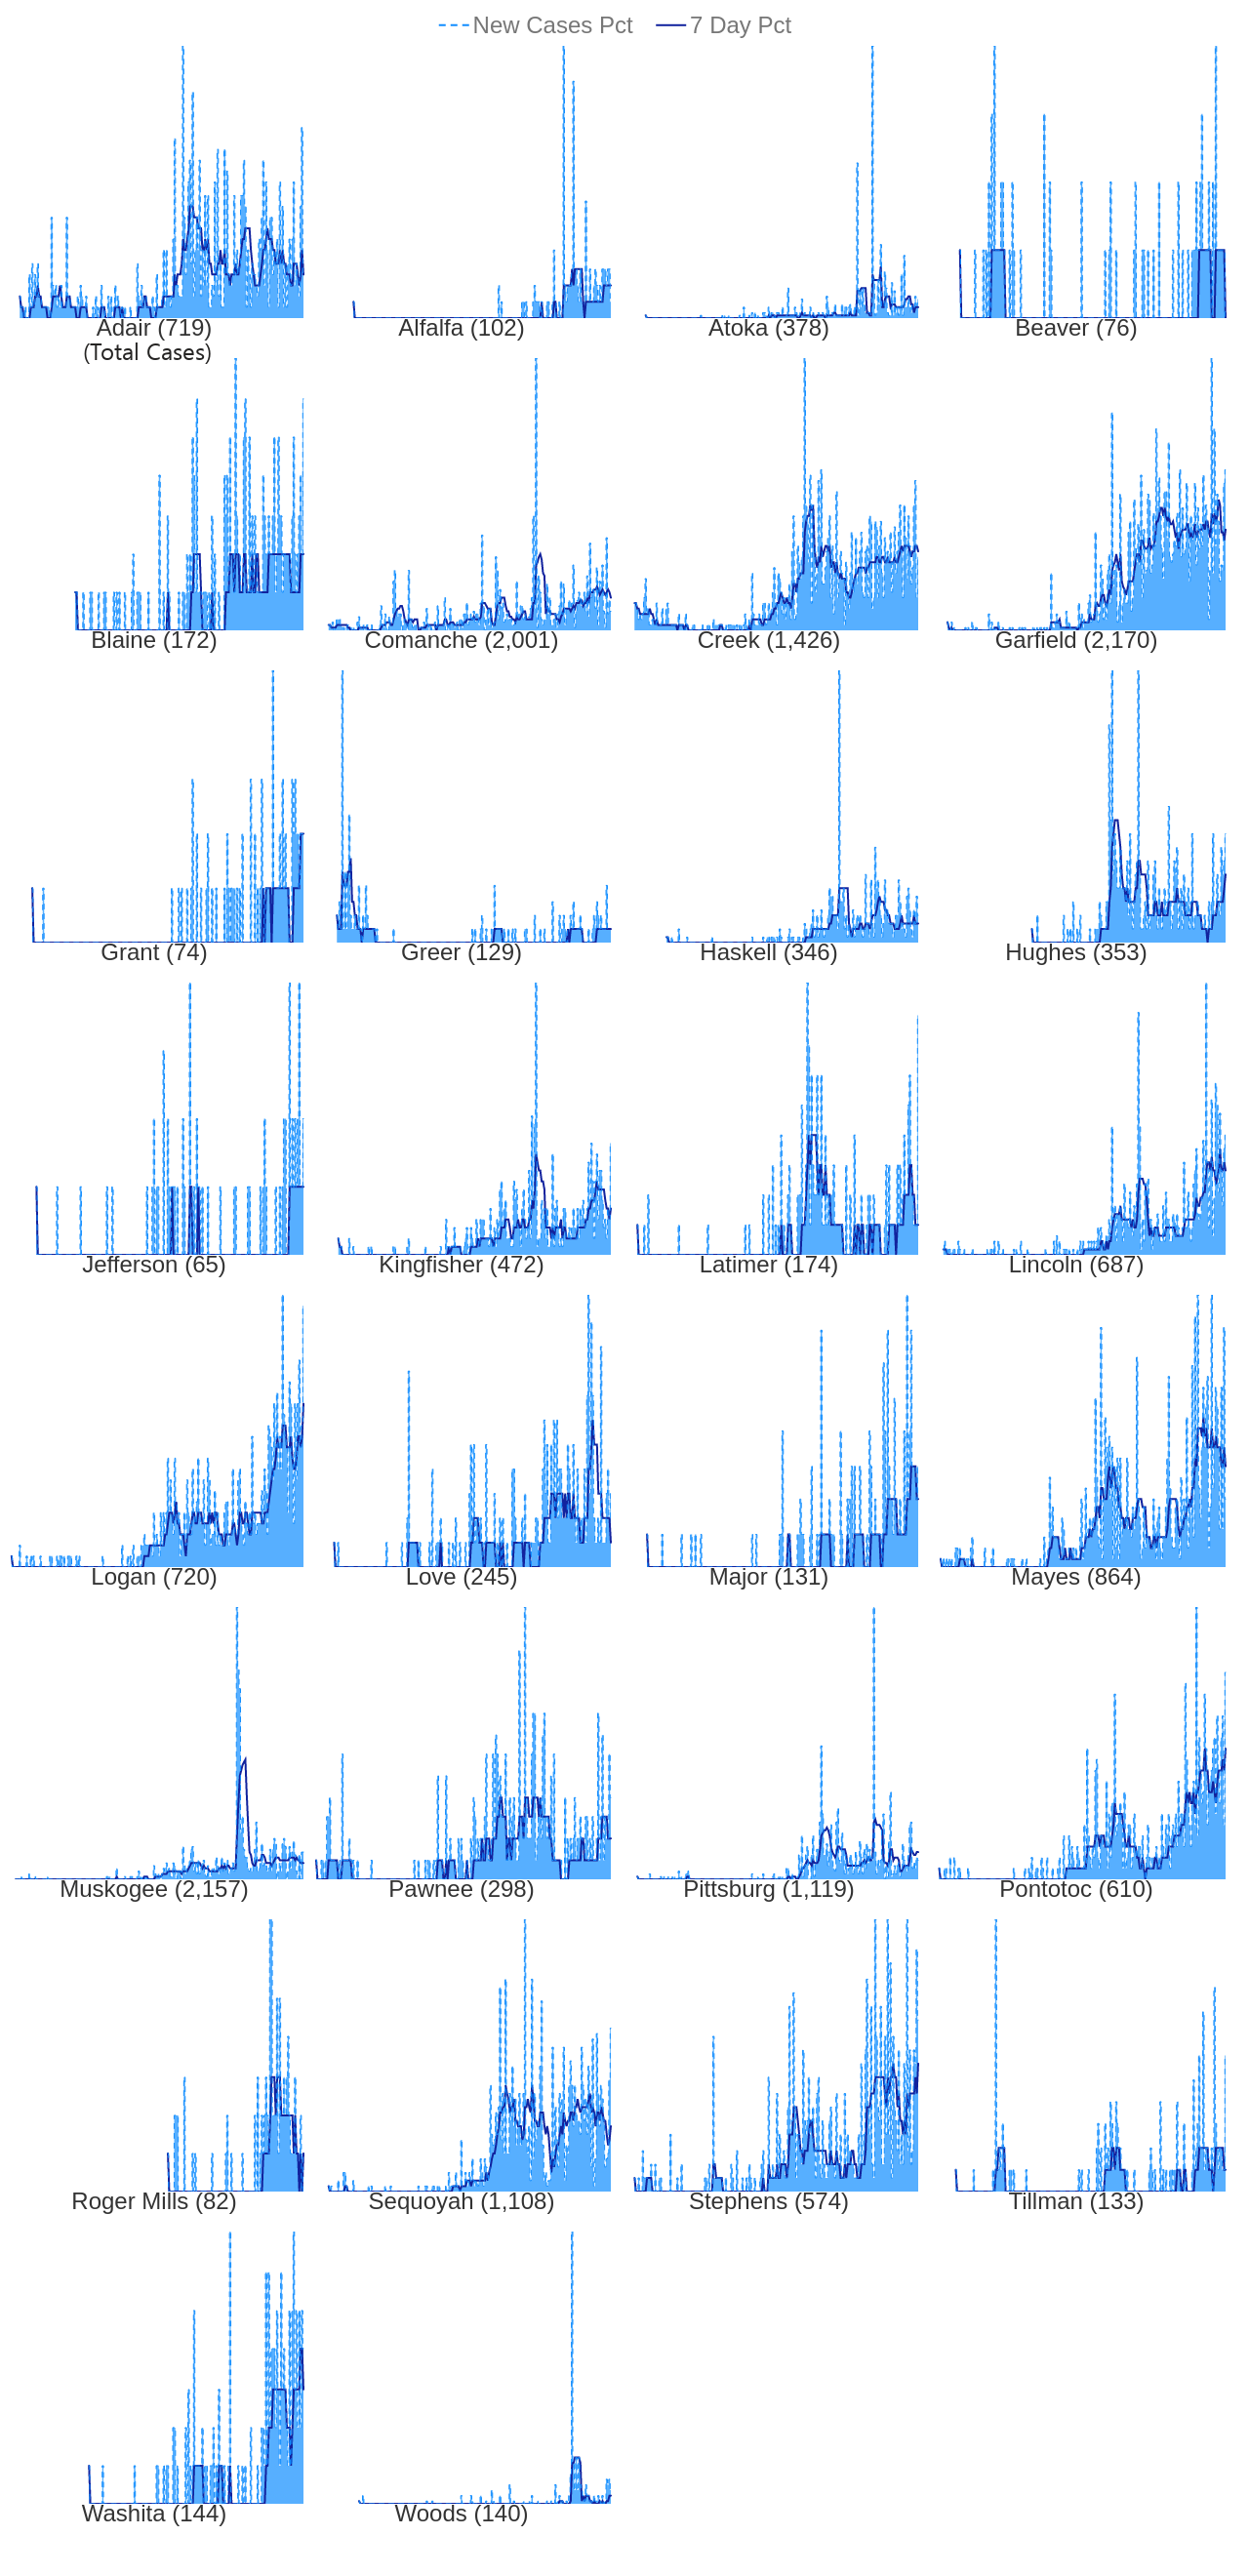 New Cases Pct 7 Day Pct
Adair (719) Alfalfa (102) Atoka (378) Beaver (76)
(Total Cases)
Blaine (172) Comanche (2,001) Creek (1,426) Garfield (2,170)
Grant (74) Greer (129) Haskell (346) Hughes (353)
Jefferson (65) Kingfisher (472) Latimer (174) Lincoln (687)
Logan (720) Love (245) Major (131) Mayes (864)
Muskogee (2,157) Pawnee (298) Pittsburg (1,119) Pontotoc (610)
Roger Mills (82) Sequoyah (1,108) Stephens (574) Tillman (133)
Washita (144) Woods (140)